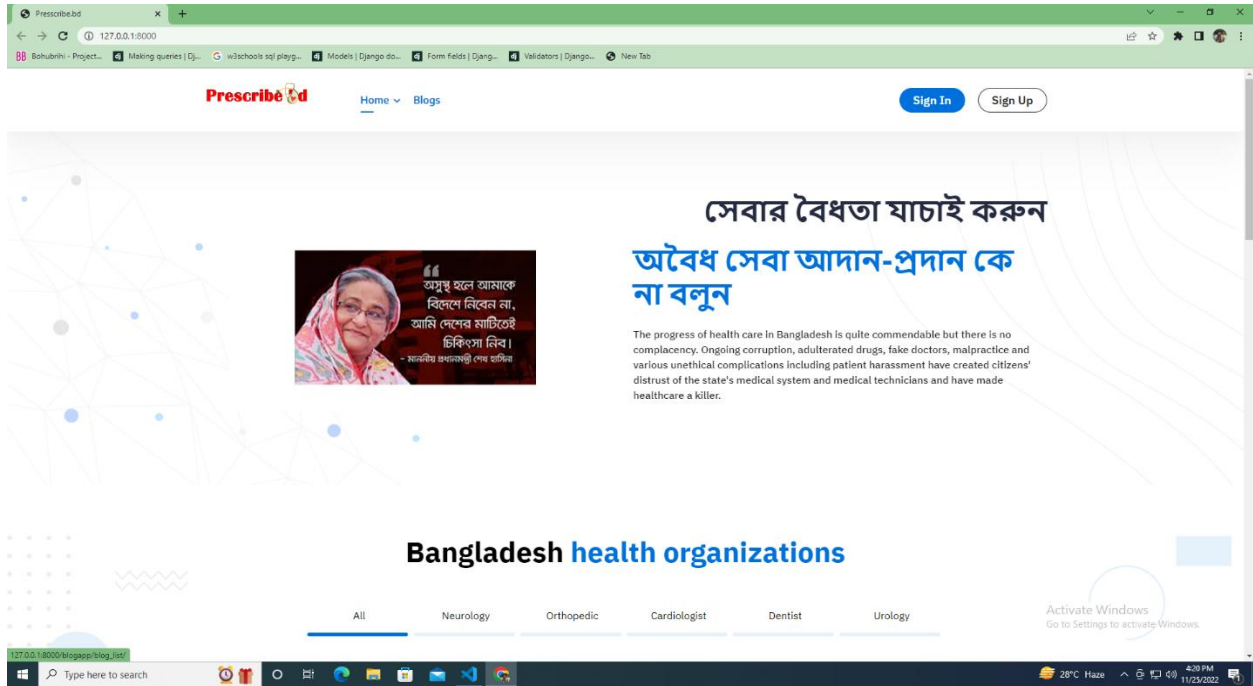 Presscribe.bd
127.0.0.1:8000
Bohubrihi - Project... Making queries | Dj... w3schools sql playg... Models | Django do... Form fields | Djang... Validators | Django... New Tab
Prescribe bd Home Blogs Sign In Sign Up
সেবার বৈধতা যাচাই করুন
অবৈধ সেবা আদান-প্রদান কে
না বলুন
অসুস্থ হলে আমাকে
বিদেশে নিবেন না,
আমি দেশের মাটিতেই
চিকিৎসা নিব।
- মাননীয় প্রধানমন্ত্রী শেখ হাসিনা
The progress of health care in Bangladesh is quite commendable but there is no
complacency. Ongoing corruption, adulterated drugs, fake doctors, malpractice and
various unethical complications including patient harassment have created citizens'
distrust of the state's medical system and medical technicians and have made
healthcare a killer.
Bangladesh health organizations
All Neurology Orthopedic Cardiologist Dentist Urology
Activate Windows
Go to Settings to activate Windows.
127.0.0.1:8000/blogapp/blog_list/
Type here to search 28°C Haze 4:20 PM
11/25/2022